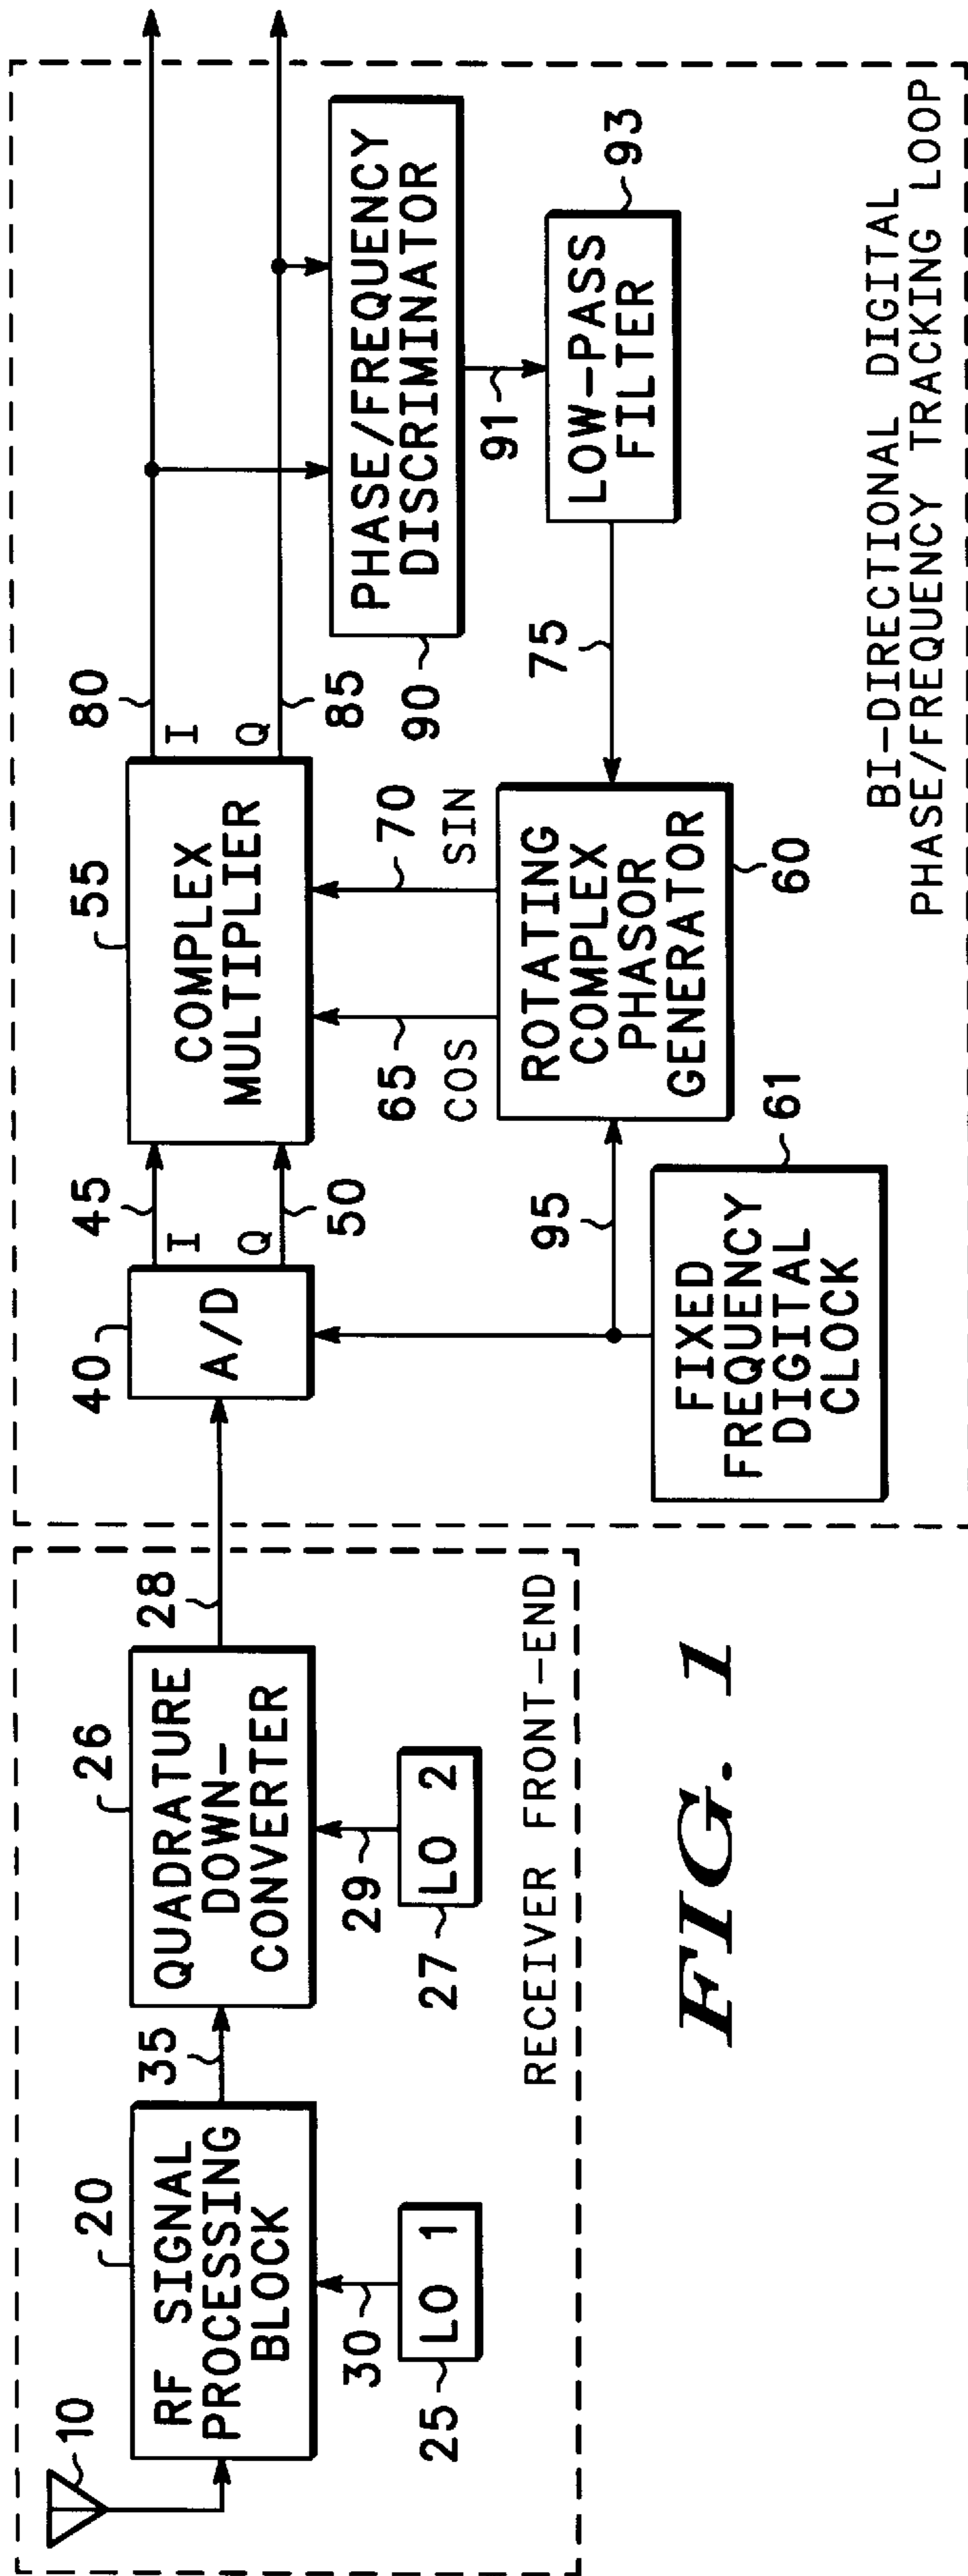 10
20
RF SIGNAL
PROCESSING
BLOCK
30
25
LO 1
35
26
QUADRATURE
DOWN-
CONVERTER
29
27
LO 2
28
RECEIVER FRONT-END
40
A/D
45
I
Q
50
55
COMPLEX
MULTIPLIER
65
COS
70
SIN
80
I
Q
85
PHASE/FREQUENCY
DISCRIMINATOR
90
91
LOW-PASS
FILTER
93
75
ROTATING
COMPLEX
PHASOR
GENERATOR
60
95
FIXED
FREQUENCY
DIGITAL
CLOCK
61
BI-DIRECTIONAL DIGITAL
PHASE/FREQUENCY TRACKING LOOP
FIG. 1